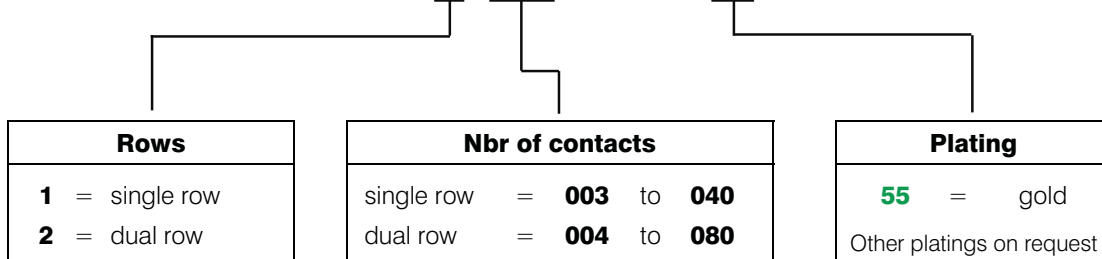 Rows
1 = single row
2 = dual row
Nbr of contacts
single row = 003 to 040
dual row = 004 to 080
Plating
55 = gold
Other platings on request